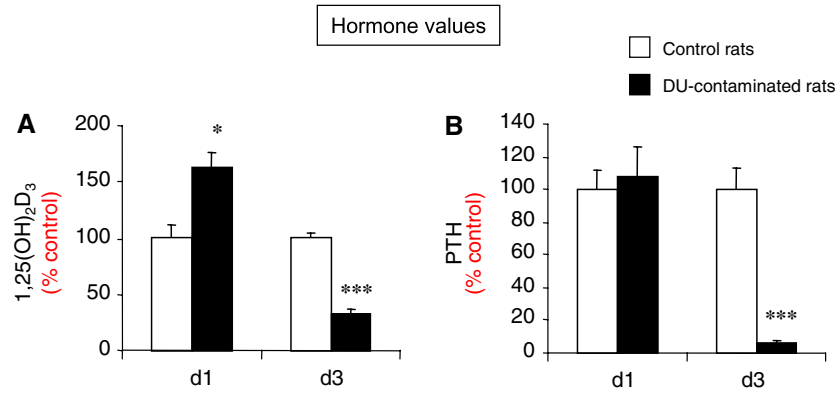 Hormone values
Control rats
DU-contaminated rats
A
1,25(OH)₂D₃
(% control)
200
150
100
50
0
*
***
d1
d3
B
PTH
(% control)
140
120
100
80
60
40
20
0
***
d1
d3